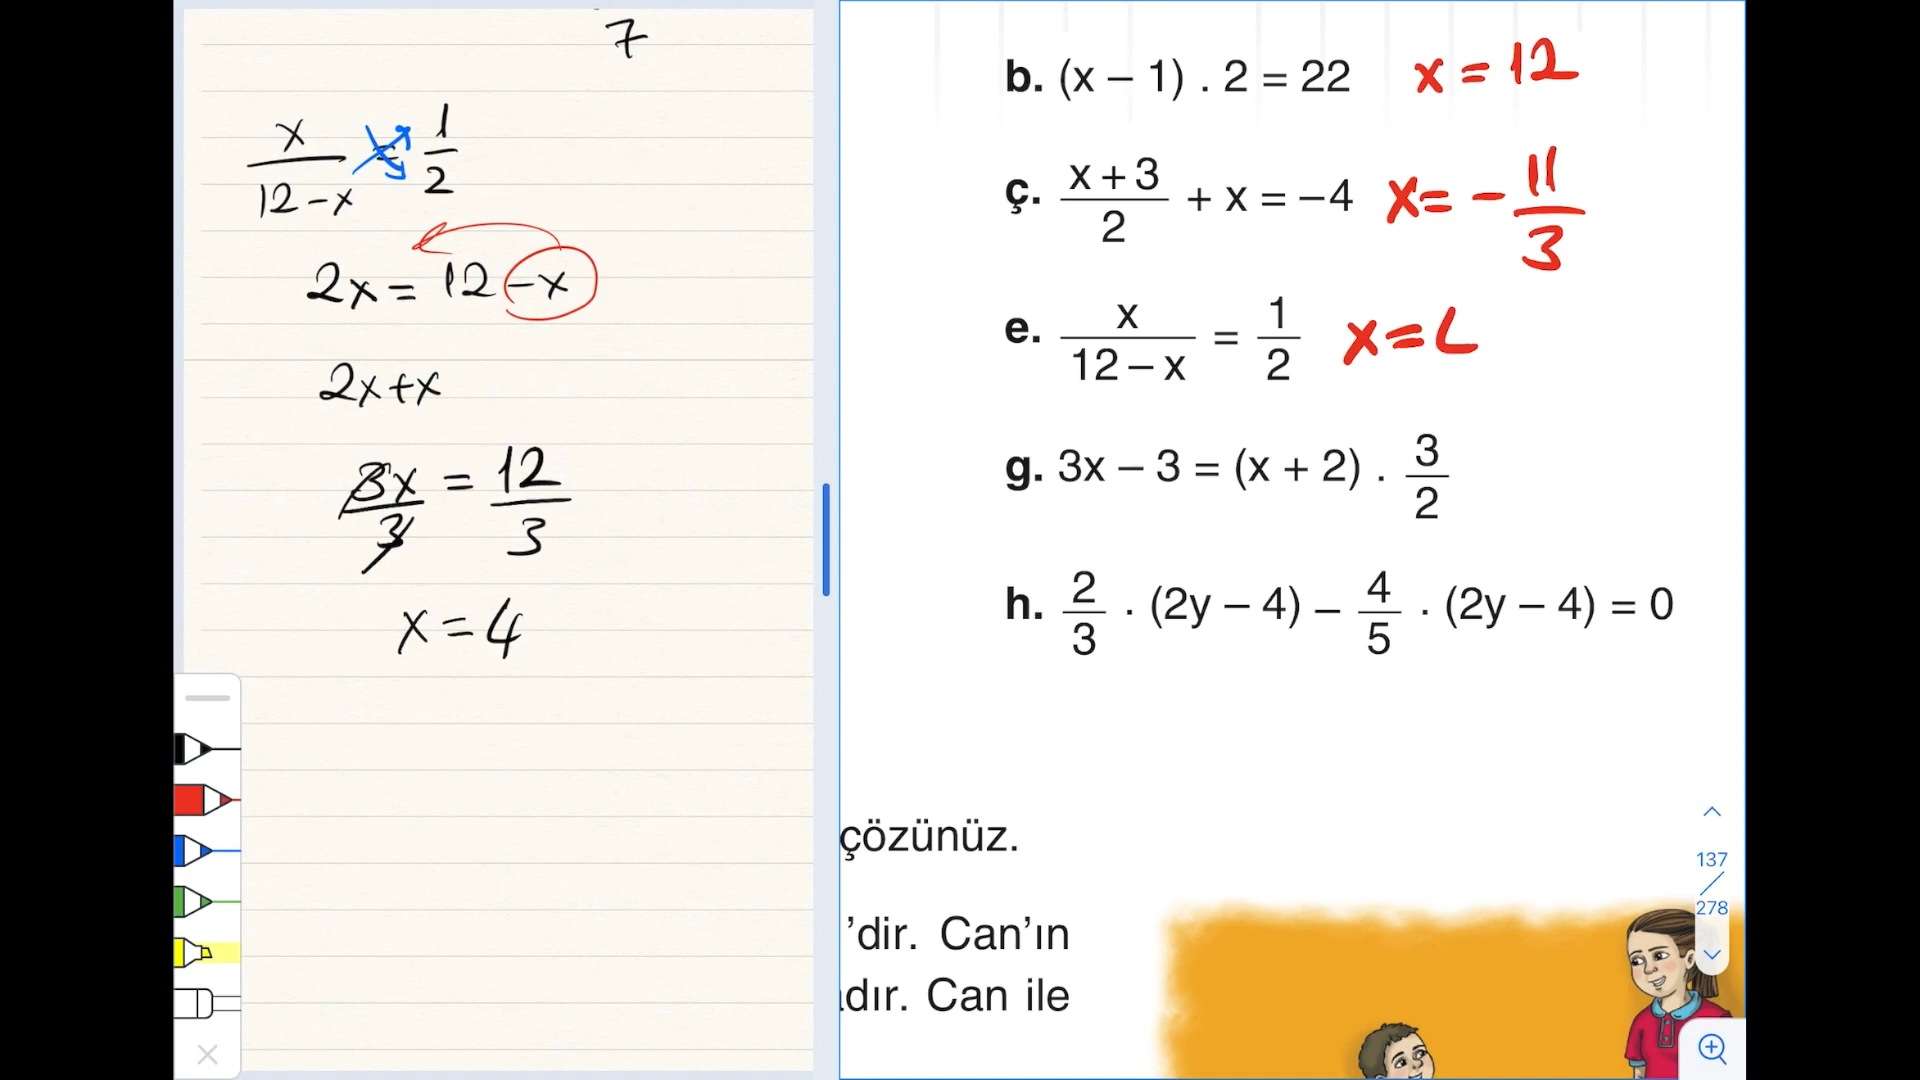 7
x/(12-x) = 1/2
2x = 12 -x
2x+x
3x/3 = 12/3
x = 4
b. (x – 1) . 2 = 22 x = 12
ç. (x + 3)/2 + x = –4 x = - 11/3
e. x/(12 – x) = 1/2 x =
g. 3x – 3 = (x + 2) . 3/2
h. 2/3 · (2y – 4) – 4/5 · (2y – 4) = 0
çözünüz.
’dir. Can’ın
dır. Can ile
137
/
278